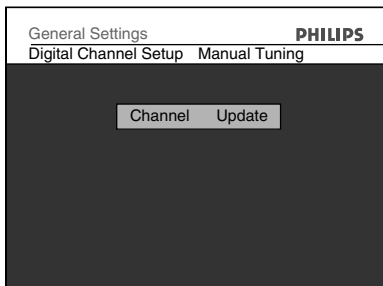 General Settings PHILIPS
Digital Channel Setup Manual Tuning
Channel Update